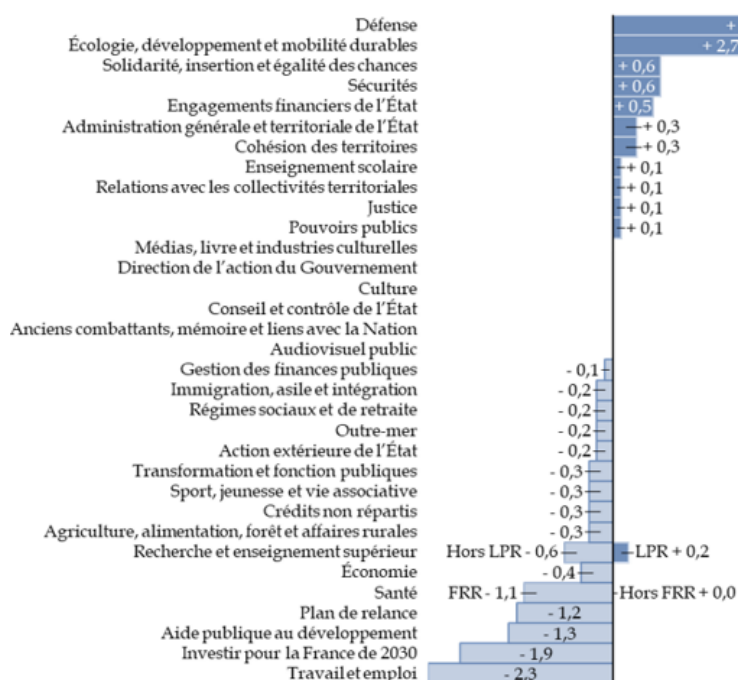 Défense +
Écologie, développement et mobilité durables + 2,7
Solidarité, insertion et égalité des chances + 0,6
Sécurités + 0,6
Engagements financiers de l'État + 0,5
Administration générale et territoriale de l'État + 0,3
Cohésion des territoires + 0,3
Enseignement scolaire + 0,1
Relations avec les collectivités territoriales + 0,1
Justice + 0,1
Pouvoirs publics + 0,1
Médias, livre et industries culturelles
Direction de l'action du Gouvernement
Culture
Conseil et contrôle de l'État
Anciens combattants, mémoire et liens avec la Nation
Audiovisuel public
Gestion des finances publiques - 0,1
Immigration, asile et intégration - 0,2
Régimes sociaux et de retraite - 0,2
Outre-mer - 0,2
Action extérieure de l'État - 0,2
Transformation et fonction publiques - 0,3
Sport, jeunesse et vie associative - 0,3
Crédits non répartis - 0,3
Agriculture, alimentation, forêt et affaires rurales - 0,3
Recherche et enseignement supérieur Hors LPR - 0,6 LPR + 0,2
Économie - 0,4
Santé FRR - 1,1 Hors FRR + 0,0
Plan de relance - 1,2
Aide publique au développement - 1,3
Investir pour la France de 2030 - 1,9
Travail et emploi - 2,3